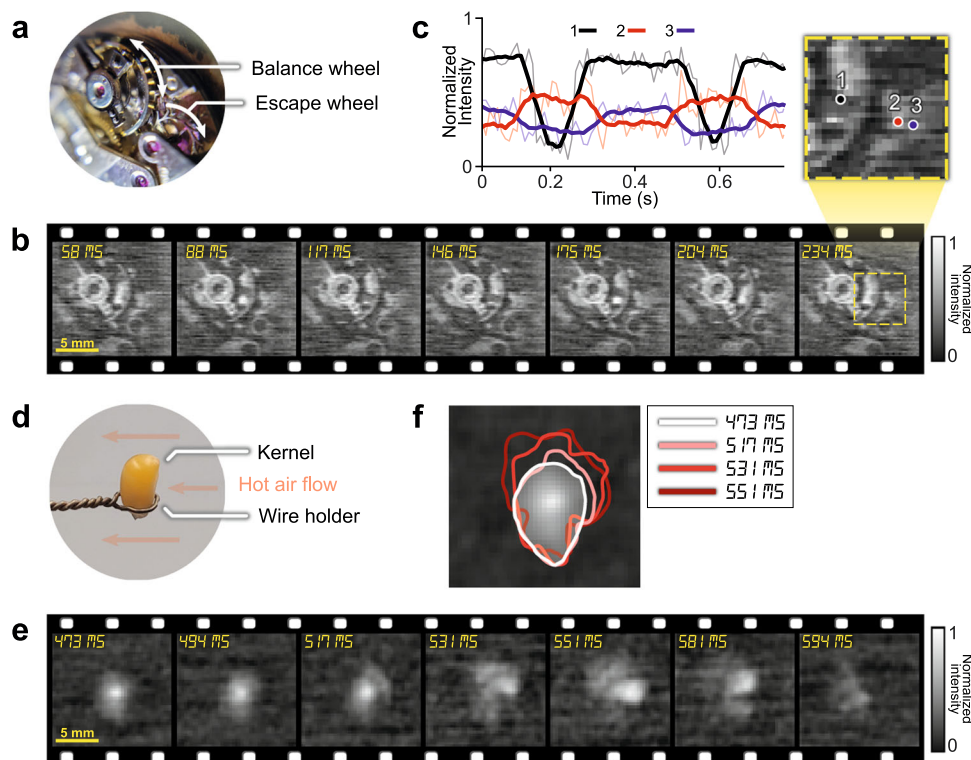 a
Balance wheel
Escape wheel
c
1
Normalized
Intensity
0
1 2 3
0 0.2 0.4 0.6
Time (s)
1
2 3
b
58 MS 88 MS 117 MS 146 MS 175 MS 204 MS 234 MS
5 mm
1
Normalized
intensity
0
d
Kernel
Hot air flow
Wire holder
f
473 MS
517 MS
531 MS
551 MS
e
473 MS 494 MS 517 MS 531 MS 551 MS 581 MS 594 MS
5 mm
1
Normalized
intensity
0